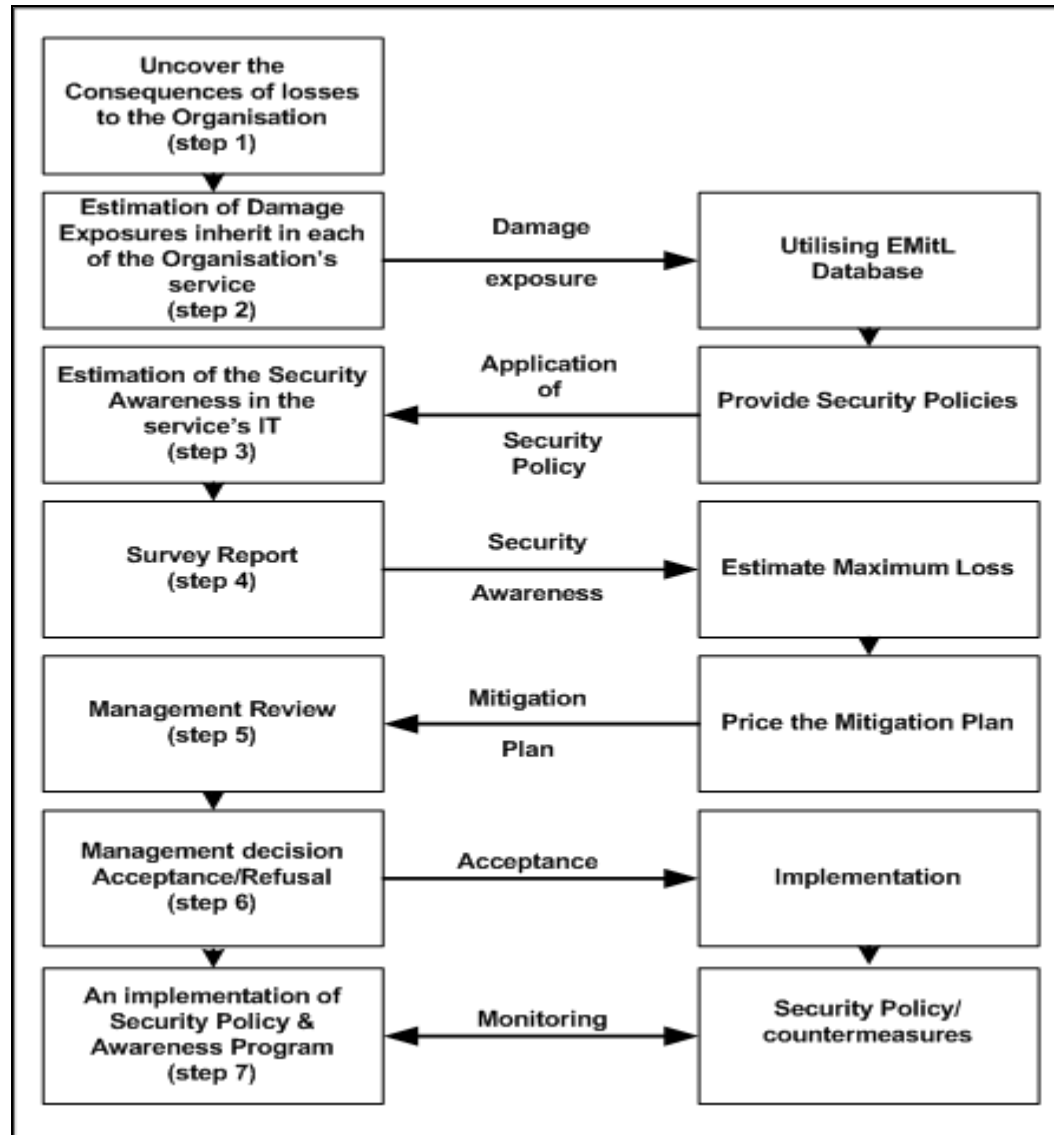 Uncover the
Consequences of losses
to the Organisation
(step 1)
Estimation of Damage
Exposures inherit in each
of the Organisation's
service
(step 2)
Damage
exposure
Utilising EMitL
Database
Estimation of the Security
Awareness in the
service's IT
(step 3)
Application
of
Security
Policy
Provide Security Policies
Survey Report
(step 4)
Security
Awareness
Estimate Maximum Loss
Management Review
(step 5)
Mitigation
Plan
Price the Mitigation Plan
Management decision
Acceptance/Refusal
(step 6)
Acceptance
Implementation
An implementation of
Security Policy &
Awareness Program
(step 7)
Monitoring
Security Policy/
countermeasures